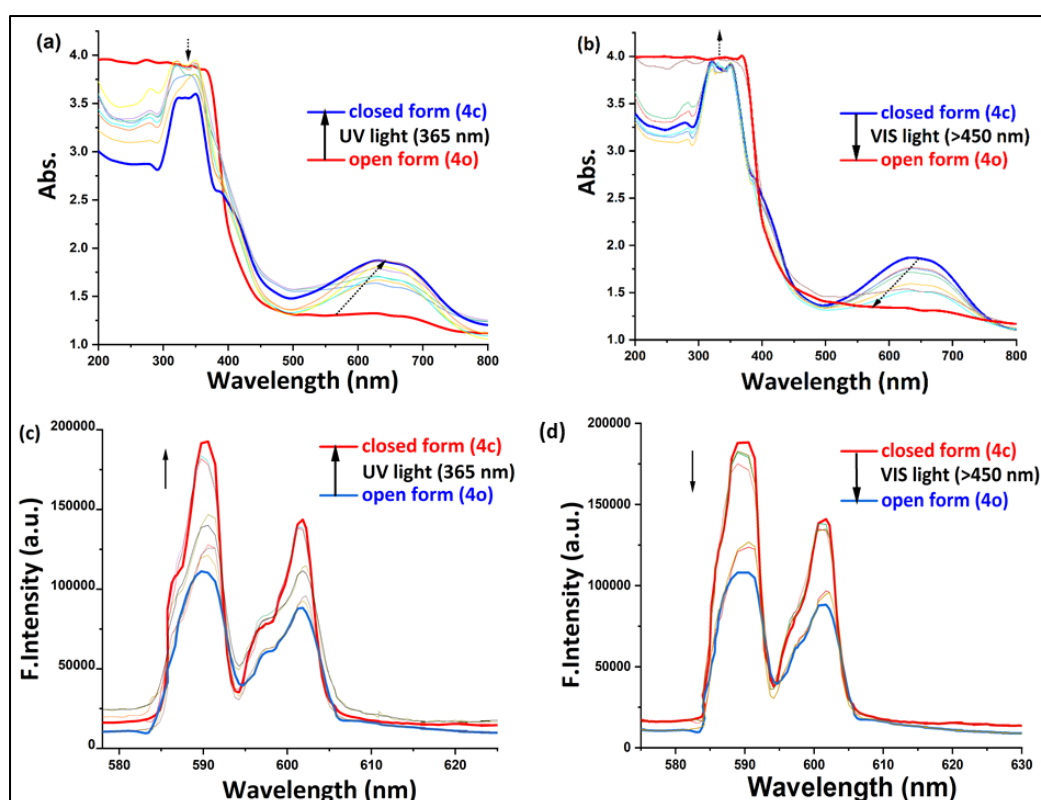 (a)
4.0
3.5
3.0
2.5
2.0
1.5
1.0
Abs.
closed form (4c)
UV light (365 nm)
open form (4o)
200 300 400 500 600 700 800
Wavelength (nm)
(b)
4.0
3.5
3.0
2.5
2.0
1.5
1.0
Abs.
closed form (4c)
VIS light (>450 nm)
open form (4o)
200 300 400 500 600 700 800
Wavelength (nm)
(c)
200000
150000
100000
50000
0
F.Intensity (a.u.)
closed form (4c)
UV light (365 nm)
open form (4o)
580 590 600 610 620
Wavelength (nm)
(d)
200000
150000
100000
50000
0
F.Intensity (a.u.)
closed form (4c)
VIS light (>450 nm)
open form (4o)
580 590 600 610 620 630
Wavelength (nm)